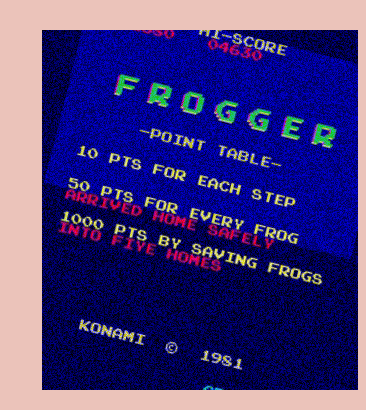 HI-SCORE
04630
FROGGER
—POINT TABLE—
10 PTS FOR EACH STEP
50 PTS FOR EVERY FROG
ARRIVED HOME SAFELY
1000 PTS BY SAVING FROGS
INTO FIVE HOMES
KONAMI © 1981